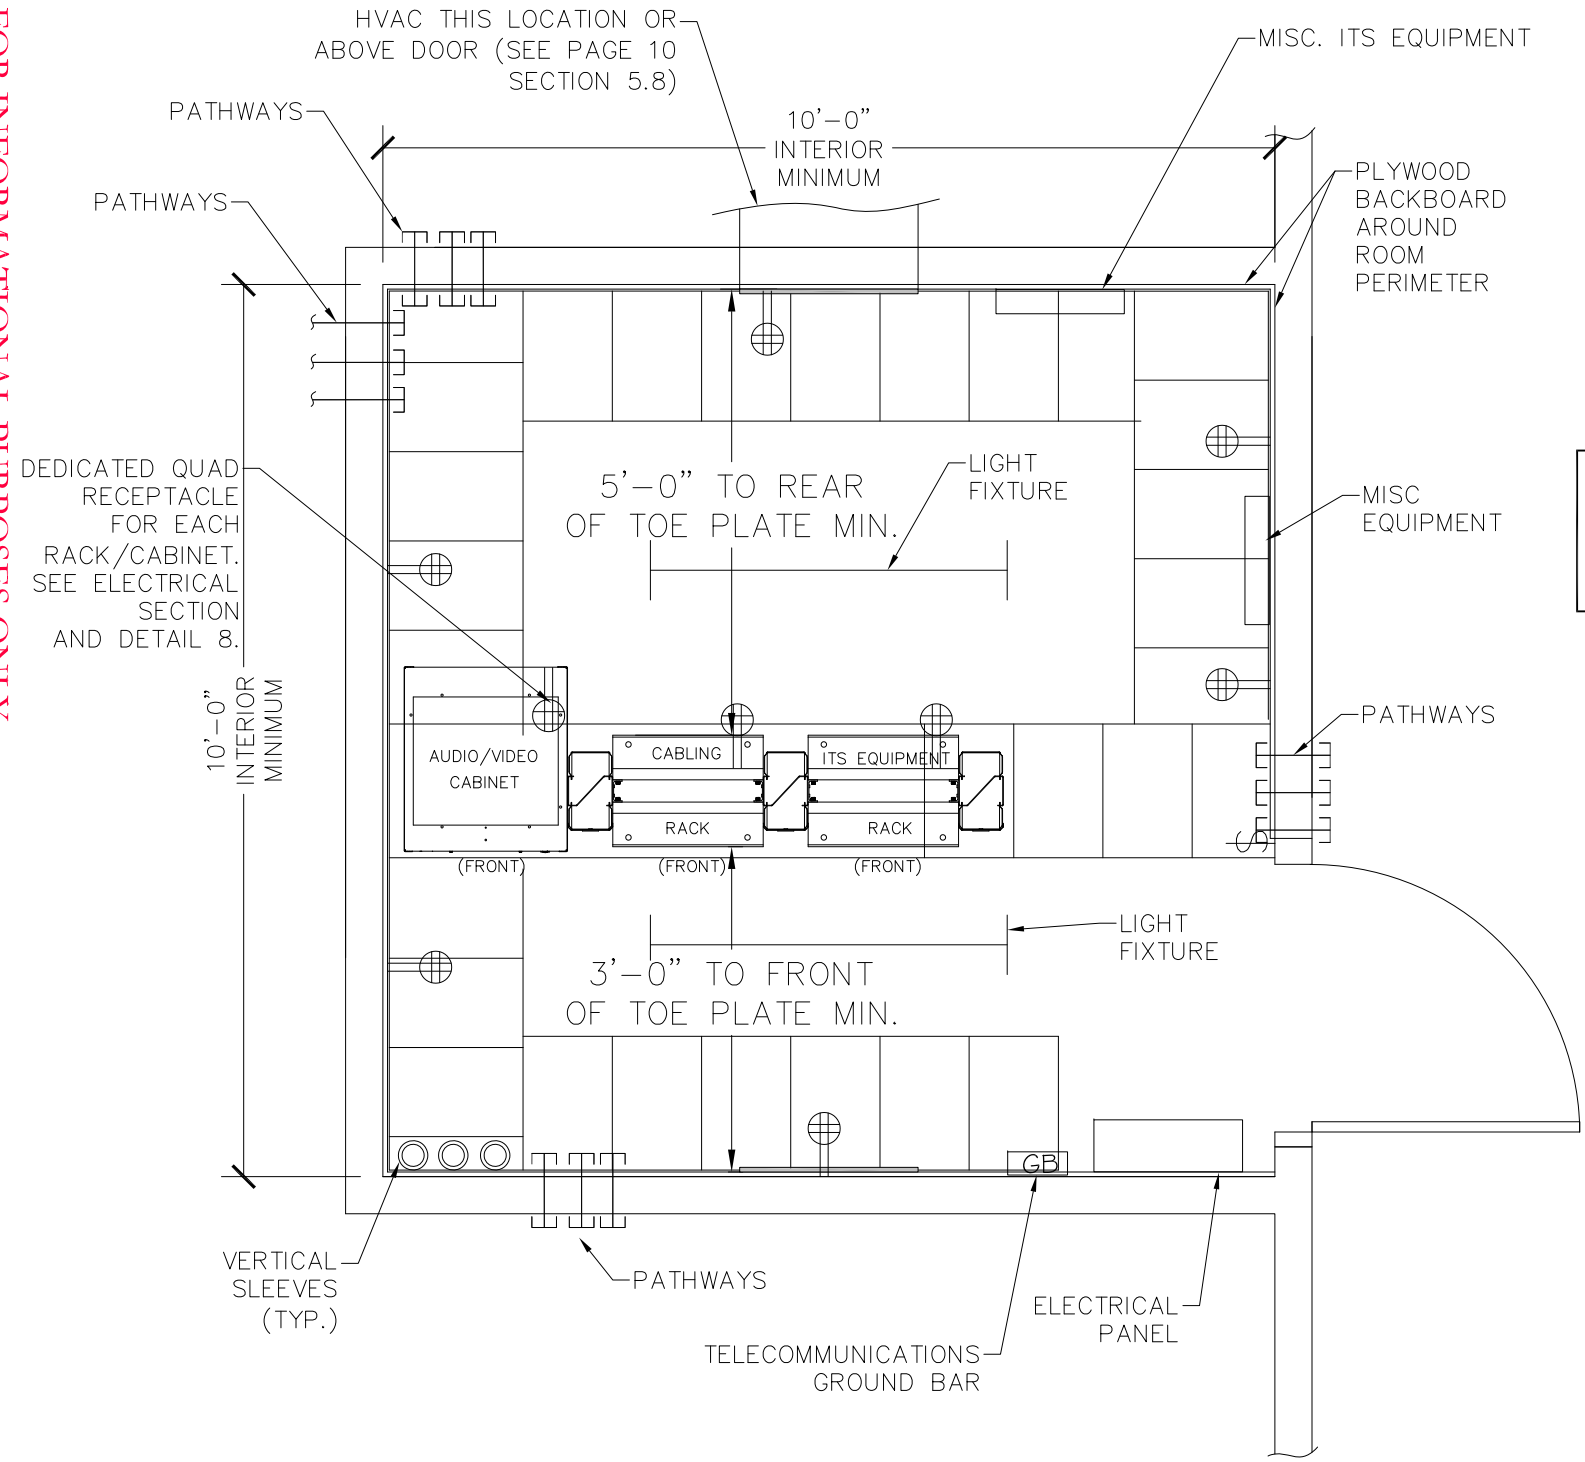 HVAC THIS LOCATION OR
ABOVE DOOR (SEE PAGE 10
SECTION 5.8)
MISC. ITS EQUIPMENT
PATHWAYS
10'-0"
INTERIOR
MINIMUM
PLYWOOD
BACKBOARD
AROUND
ROOM
PERIMETER
PATHWAYS
DEDICATED QUAD
RECEPTACLE
FOR EACH
RACK/CABINET.
SEE ELECTRICAL
SECTION
AND DETAIL 8.
5'-0" TO REAR
OF TOE PLATE MIN.
LIGHT
FIXTURE
MISC
EQUIPMENT
10'-0"
INTERIOR
MINIMUM
AUDIO/VIDEO
CABINET
(FRONT)
CABLING
RACK
(FRONT)
ITS EQUIPMENT
RACK
(FRONT)
PATHWAYS
S
LIGHT
FIXTURE
3'-0" TO FRONT
OF TOE PLATE MIN.
GB
VERTICAL
SLEEVES
(TYP.)
PATHWAYS
ELECTRICAL
PANEL
TELECOMMUNICATIONS
GROUND BAR
FOR INFORMATIONAL PURPOSES ONLY